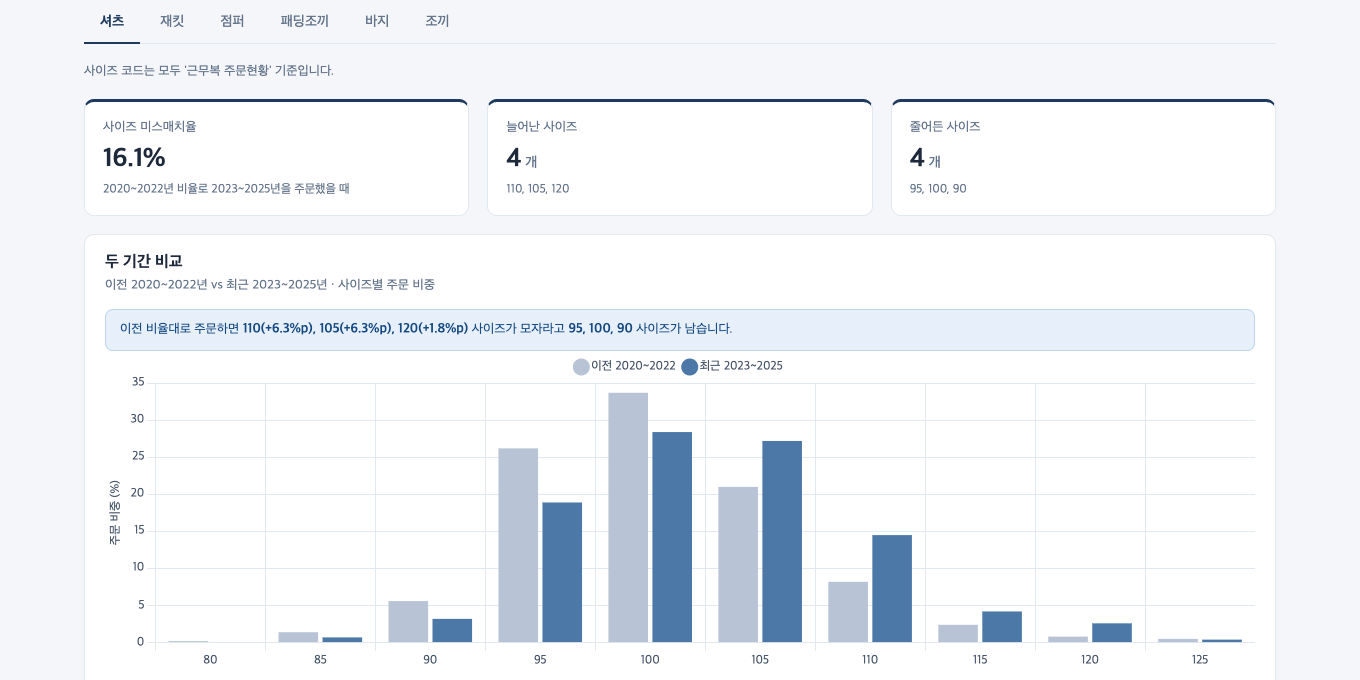 셔츠 재킷 점퍼 패딩조끼 바지 조끼
사이즈 코드는 모두 '근무복 주문현황' 기준입니다.
사이즈 미스매치율
16.1%
2020~2022년 비율로 2023~2025년을 주문했을 때
늘어난 사이즈
4 개
110, 105, 120
줄어든 사이즈
4 개
95, 100, 90
두 기간 비교
이전 2020~2022년 vs 최근 2023~2025년 · 사이즈별 주문 비중
이전 비율대로 주문하면 110(+6.3%p), 105(+6.3%p), 120(+1.8%p) 사이즈가 모자라고 95, 100, 90 사이즈가 남습니다.
이전 2020~2022 최근 2023~2025
주문 비중 (%)
35
30
25
20
15
10
5
0
80 85 90 95 100 105 110 115 120 125